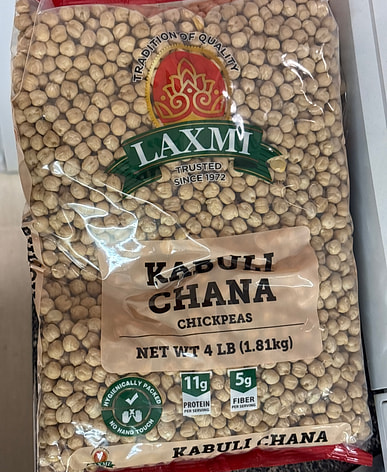 TRADITION OF QUALITY
LAXMI
TRUSTED
SINCE 1972
KABULI
CHANA
CHICKPEAS
NET WT 4 LB (1.81kg)
HYGIENICALLY PACKED
NO HAND TOUCH
11g
PROTEIN
PER SERVING
5g
FIBER
PER SERVING
LAXMI
KABULI CHANA